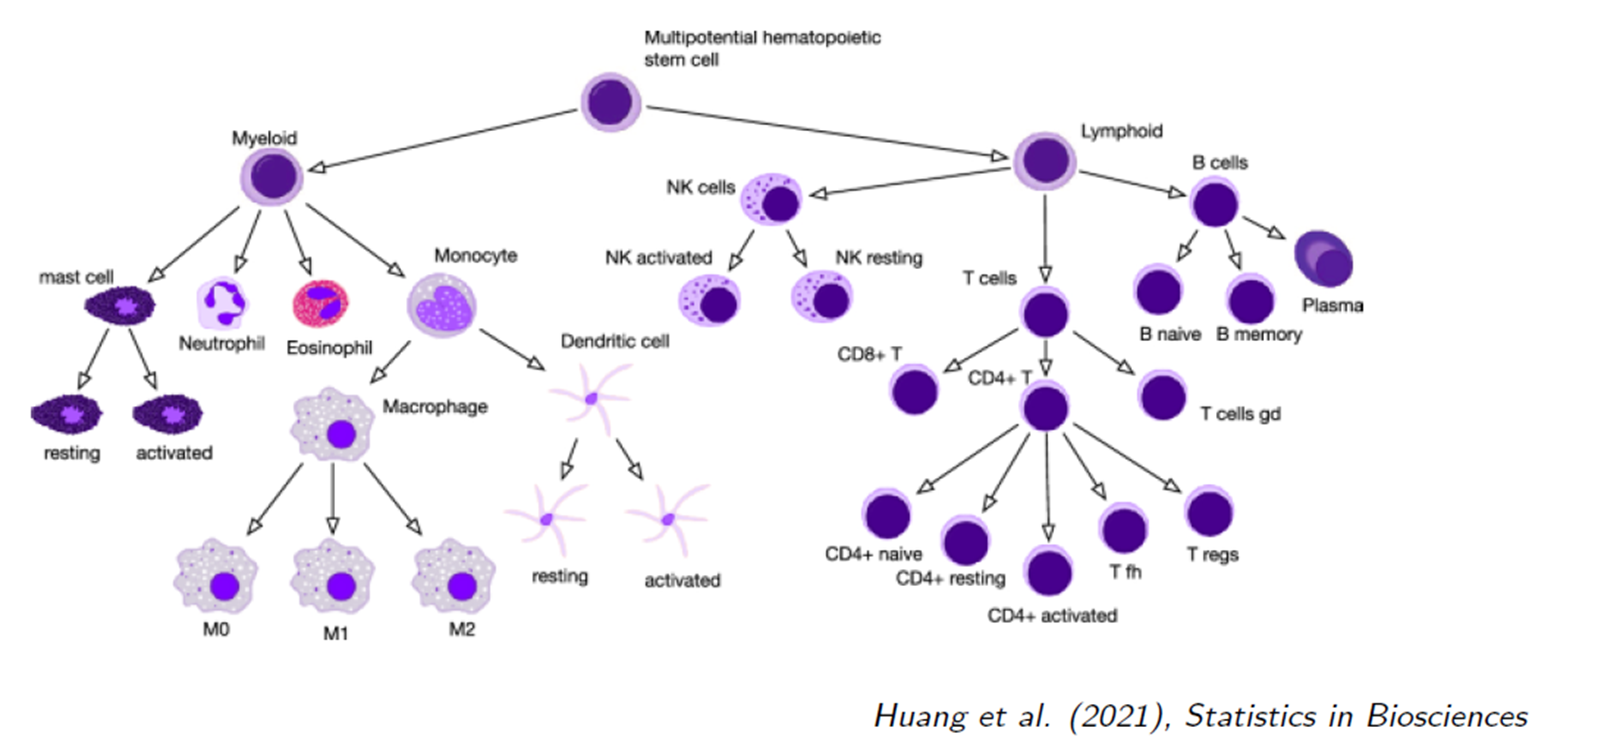 Multipotential hematopoietic
stem cell
Myeloid
Lymphoid
B cells
NK cells
mast cell
Monocyte
NK activated
NK resting
T cells
Plasma
Neutrophil
Eosinophil
Dendritic cell
B naive
B memory
CD8+ T
CD4+ T
Macrophage
T cells gd
resting
activated
CD4+ naive
CD4+ resting
CD4+ activated
T fh
T regs
resting
activated
M0
M1
M2
Huang et al. (2021), Statistics in Biosciences